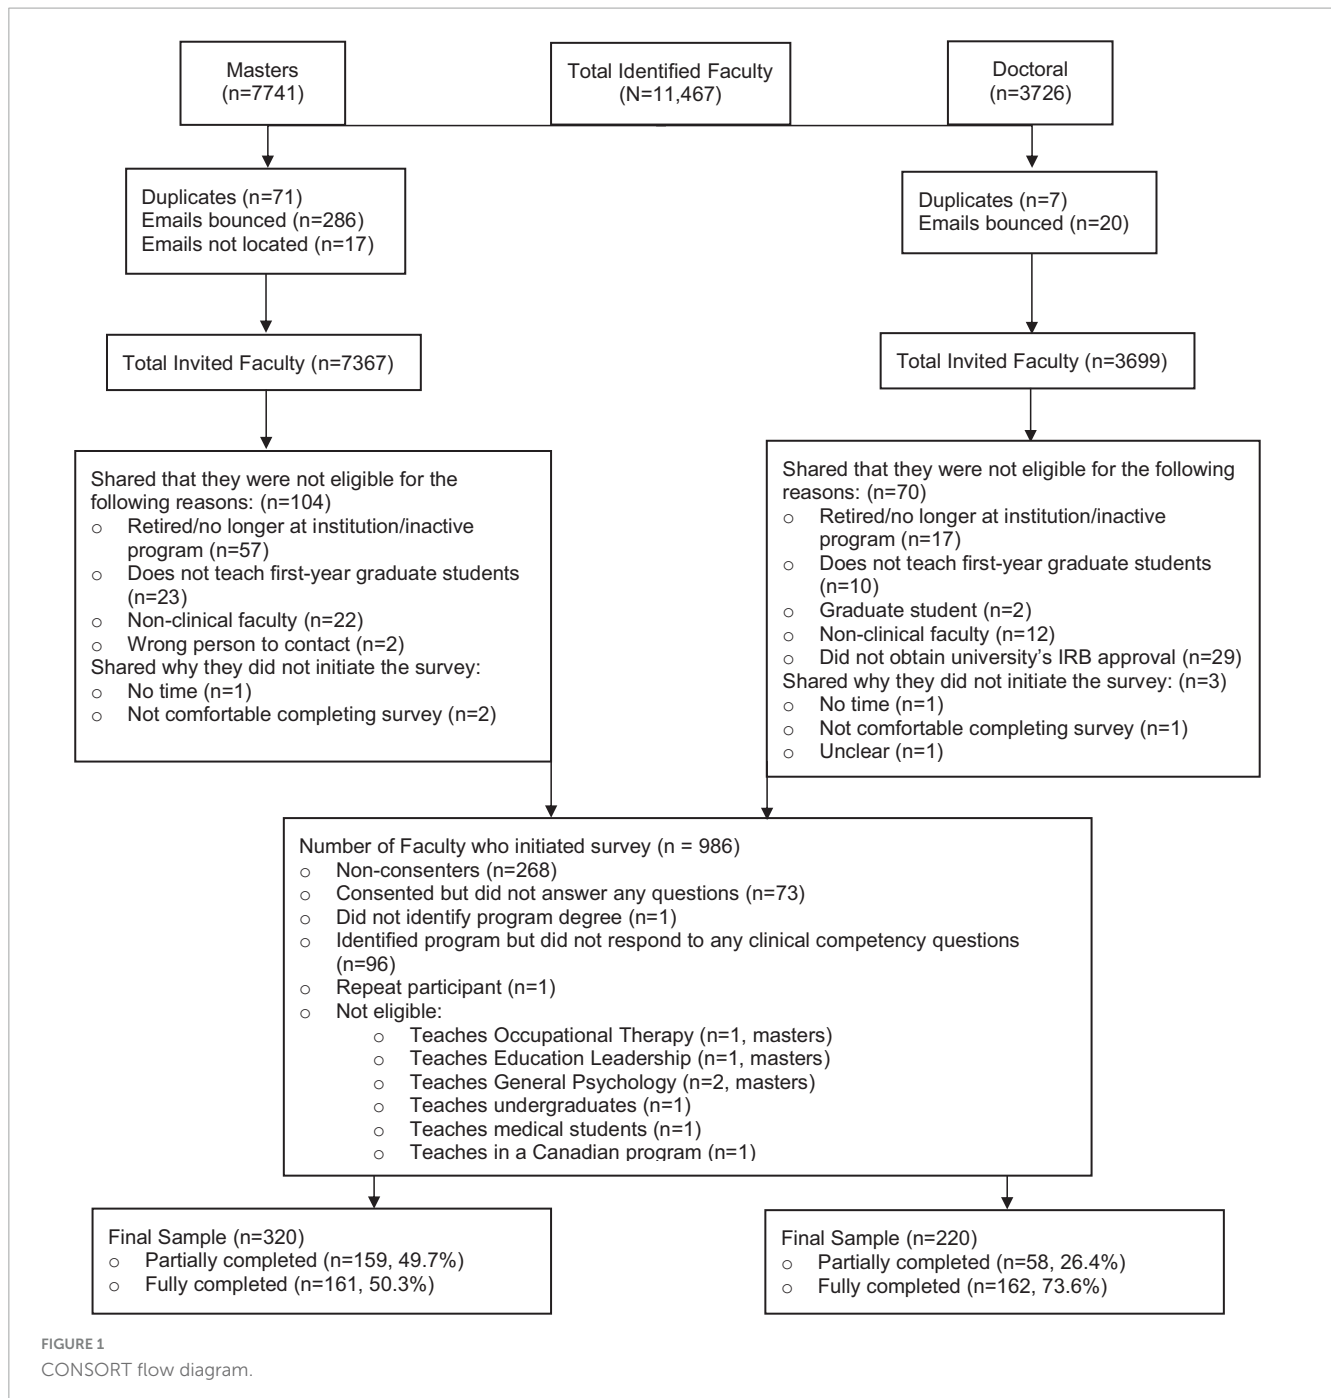 Masters
(n=7741)
Total Identified Faculty
(N=11,467)
Doctoral
(n=3726)
Duplicates (n=71)
Emails bounced (n=286)
Emails not located (n=17)
Duplicates (n=7)
Emails bounced (n=20)
Total Invited Faculty (n=7367)
Total Invited Faculty (n=3699)
Shared that they were not eligible for the
following reasons: (n=104)
o Retired/no longer at institution/inactive
program (n=57)
o Does not teach first-year graduate students
(n=23)
o Non-clinical faculty (n=22)
o Wrong person to contact (n=2)
Shared why they did not initiate the survey:
o No time (n=1)
o Not comfortable completing survey (n=2)
Shared that they were not eligible for the following
reasons: (n=70)
o Retired/no longer at institution/inactive
program (n=17)
o Does not teach first-year graduate students
(n=10)
o Graduate student (n=2)
o Non-clinical faculty (n=12)
o Did not obtain university's IRB approval (n=29)
Shared why they did not initiate the survey: (n=3)
o No time (n=1)
o Not comfortable completing survey (n=1)
o Unclear (n=1)
Number of Faculty who initiated survey (n = 986)
o Non-consenters (n=268)
o Consented but did not answer any questions (n=73)
o Did not identify program degree (n=1)
o Identified program but did not respond to any clinical competency questions
(n=96)
o Repeat participant (n=1)
o Not eligible:
o Teaches Occupational Therapy (n=1, masters)
o Teaches Education Leadership (n=1, masters)
o Teaches General Psychology (n=2, masters)
o Teaches undergraduates (n=1)
o Teaches medical students (n=1)
o Teaches in a Canadian program (n=1)
Final Sample (n=320)
o Partially completed (n=159, 49.7%)
o Fully completed (n=161, 50.3%)
Final Sample (n=220)
o Partially completed (n=58, 26.4%)
o Fully completed (n=162, 73.6%)
FIGURE 1
CONSORT flow diagram.